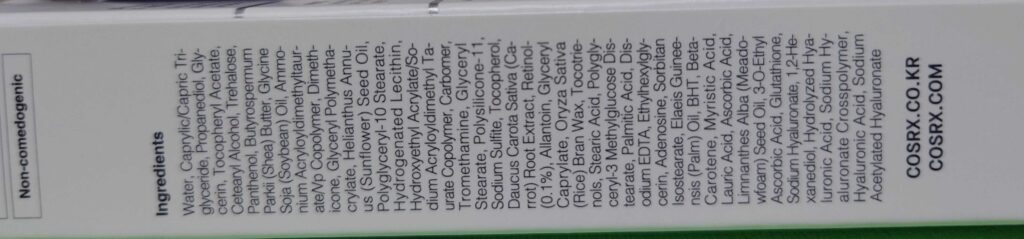 Non-comedogenic
Ingredients
Water, Caprylic/Capric Tri-
glyceride, Propanediol, Gly-
cerin, Tocopheryl Acetate,
Cetearyl Alcohol, Trehalose,
Panthenol, Butyrospermum
Parkii (Shea) Butter, Glycine
Soja (Soybean) Oil, Ammo-
nium Acryloyldimethyltaur-
ate/Vp Copolymer, Dimeth-
icone, Glyceryl Polymetha-
crylate, Helianthus Annu-
us (Sunflower) Seed Oil,
Polyglyceryl-10 Stearate,
Hydrogenated Lecithin,
Hydroxyethyl Acrylate/So-
dium Acryloyldimethyl Ta-
urate Copolymer, Carbomer,
Tromethamine, Glyceryl
Stearate, Polysilicone-11,
Sodium Sulfite, Tocopherol,
Daucus Carota Sativa (Ca-
rrot) Root Extract, Retinol-
(0.1%), Allantoin, Glyceryl
Caprylate, Oryza Sativa
(Rice) Bran Wax, Tocotrie-
nols, Stearic Acid, Polygly-
ceryl-3 Methylglucose Dis-
tearate, Palmitic Acid, Dis-
odium EDTA, Ethylhexylgly-
cerin, Adenosine, Sorbitan
Isostearate, Elaeis Guinee-
nsis (Palm) Oil, BHT, Beta-
Carotene, Myristic Acid,
Lauric Acid, Ascorbic Acid,
Limnanthes Alba (Meado-
wfoam) Seed Oil, 3-O-Ethyl
Ascorbic Acid, Glutathione,
Sodium Hyaluronate, 1,2-He-
xanediol, Hydrolyzed Hya-
luronic Acid, Sodium Hy-
aluronate Crosspolymer,
Hyaluronic Acid, Sodium
Acetylated Hyaluronate
COSRX.CO.KR
COSRX.COM